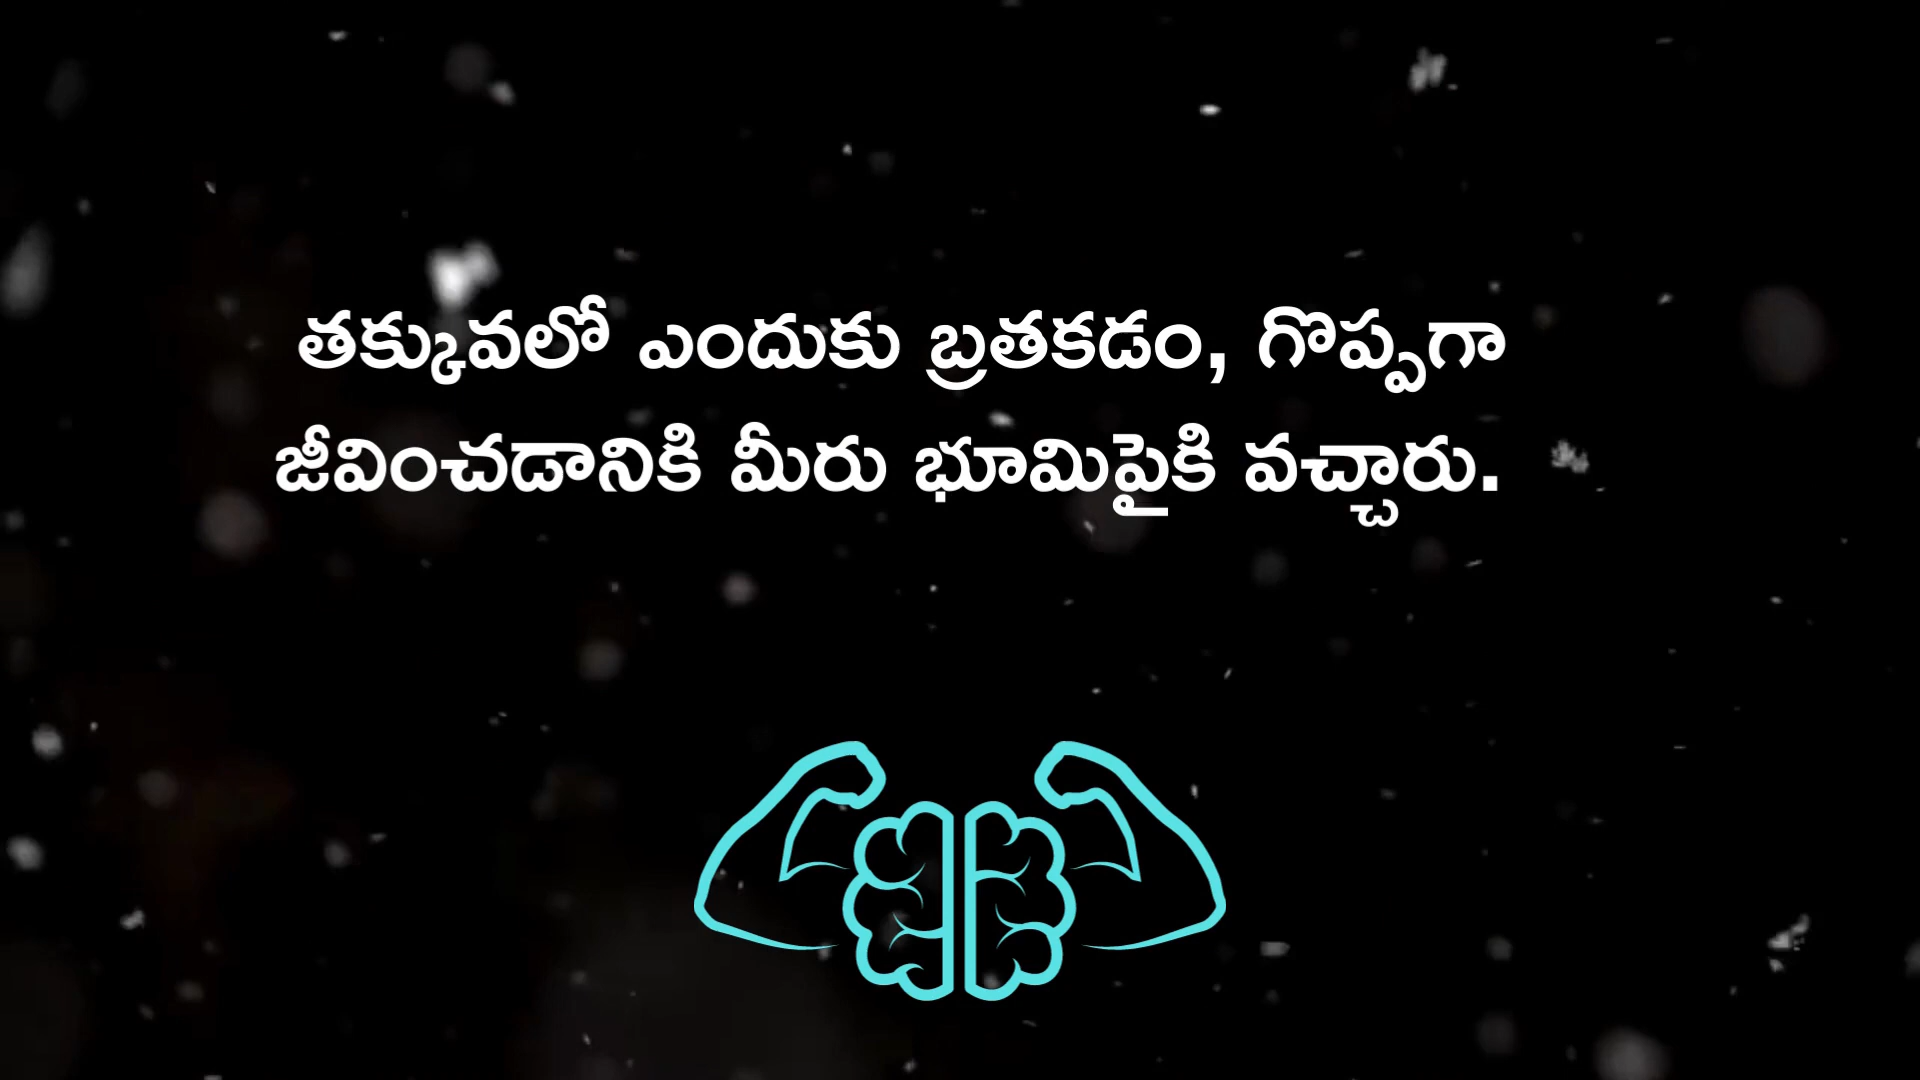 తక్కువలో ఎందుకు బ్రతకడం, గొప్పగా
జీవించడానికి మీరు భూమిపైకి వచ్చారు.